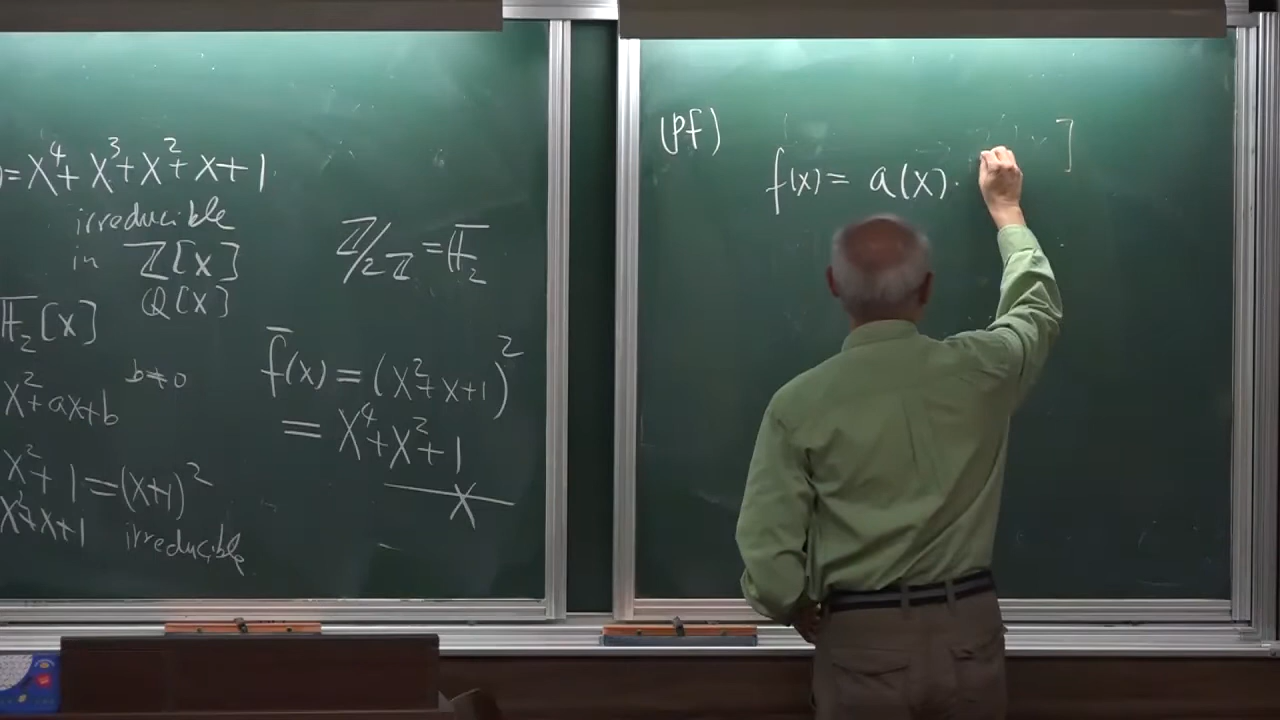 )=x⁴+x³+x²+x+1
irreducible
in ℤ[x]
Q[x]
ℤ/2ℤ=𝔽₂
𝔽₂[x]
x²+ax+b b≠0
x²+1=(x+1)²
x²+x+1 irreducible
f̄(x)=(x²+x+1)²
=x⁴+x²+1
(pf)
f(x)= a(x)·
]